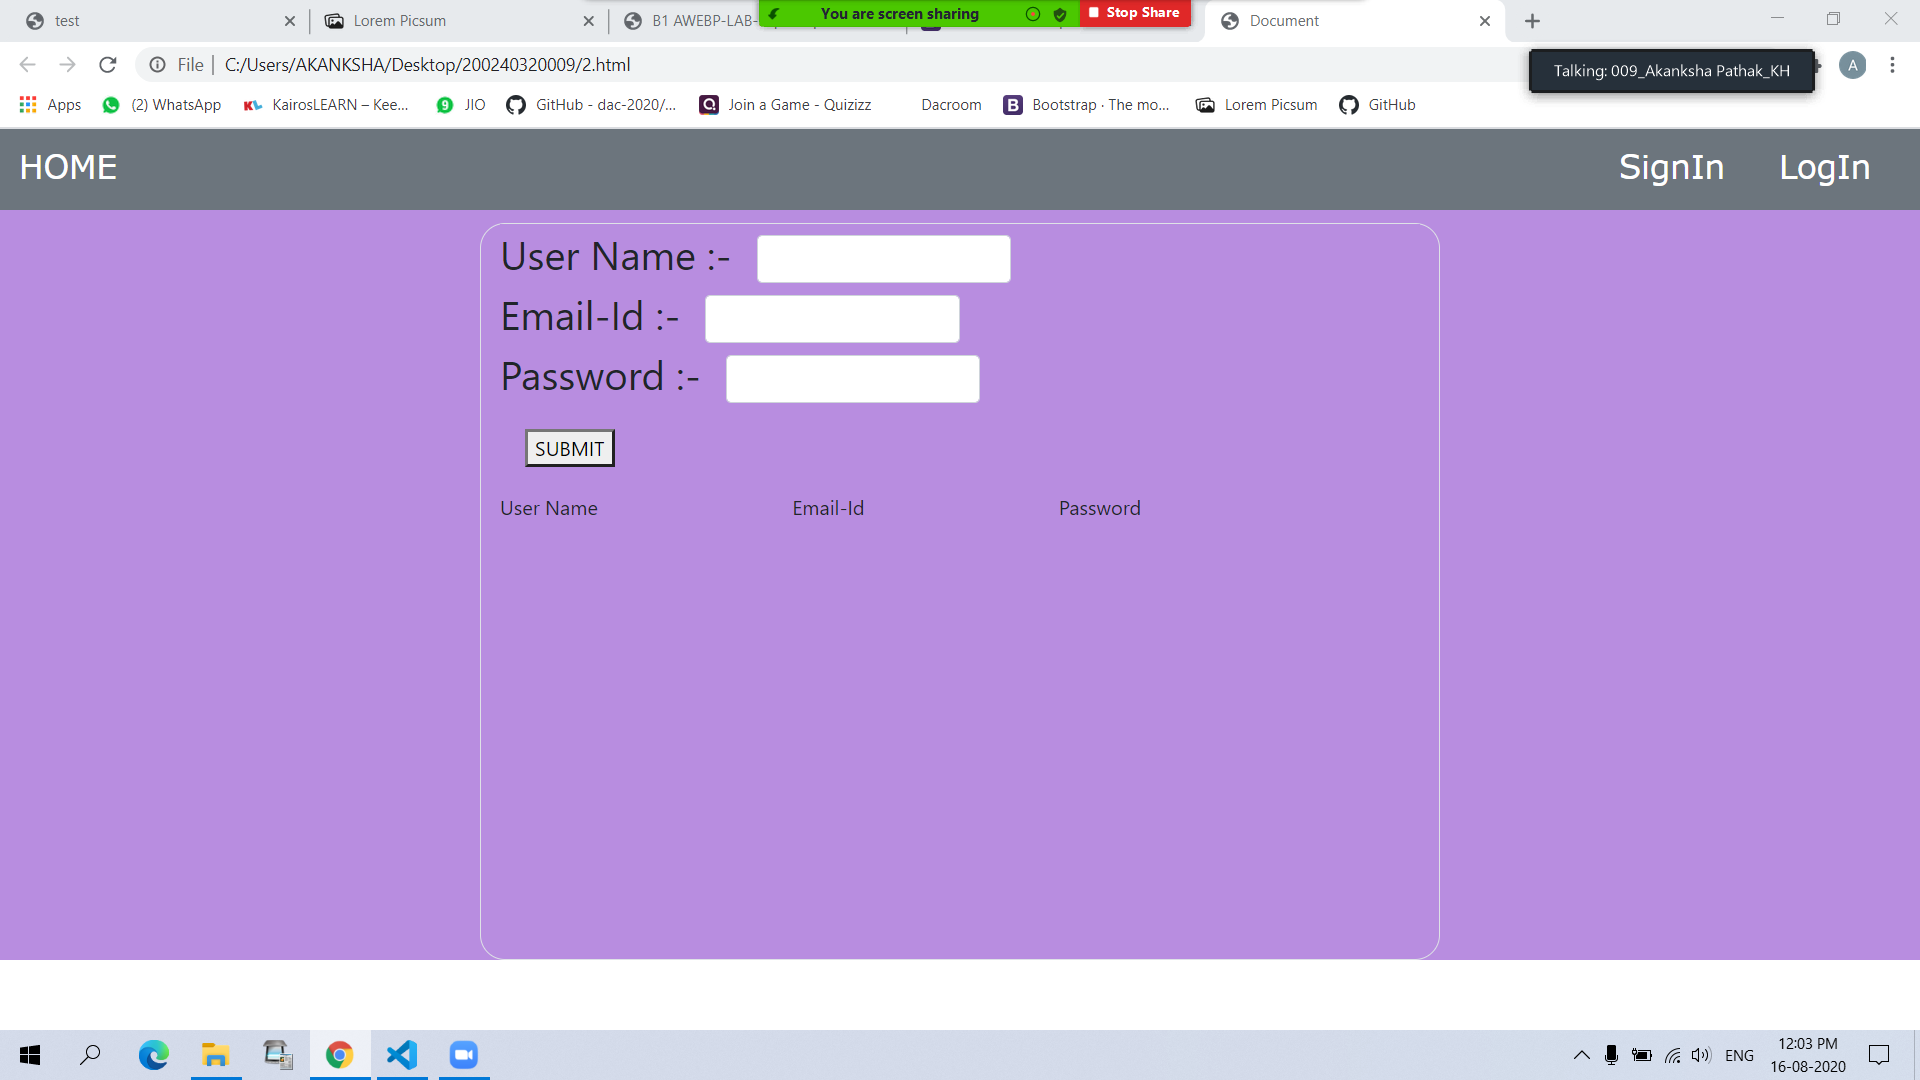 test
Lorem Picsum
B1 AWEBP-LAB-
You are screen sharing
Stop Share
Document
File
C:/Users/AKANKSHA/Desktop/200240320009/2.html
Talking: 009_Akanksha Pathak_KH
A
Apps
(2) WhatsApp
KairosLEARN – Kee...
JIO
GitHub - dac-2020/...
Join a Game - Quizizz
Dacroom
Bootstrap · The mo...
Lorem Picsum
GitHub
HOME
SignIn
LogIn
User Name :-
Email-Id :-
Password :-
SUBMIT
User Name
Email-Id
Password
ENG
12:03 PM
16-08-2020